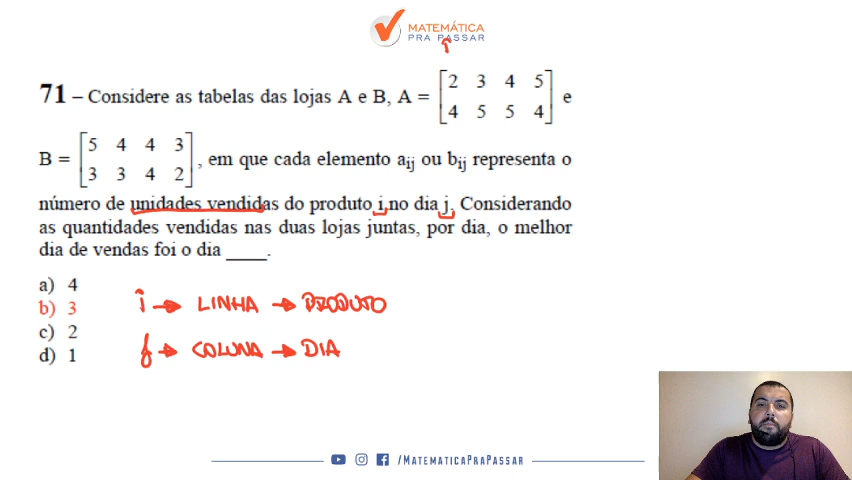 MATEMÁTICA
PRA PASSAR
71 – Considere as tabelas das lojas A e B, A = [2 3 4 5
4 5 5 4] e
B = [5 4 4 3
3 3 4 2], em que cada elemento aij ou bij representa o
número de unidades vendidas do produto i no dia j. Considerando
as quantidades vendidas nas duas lojas juntas, por dia, o melhor
dia de vendas foi o dia ____.
a) 4
b) 3
c) 2
d) 1
i → LINHA → PRODUTO
j → COLUNA → DIA
/MATEMATICAPRAPASSAR